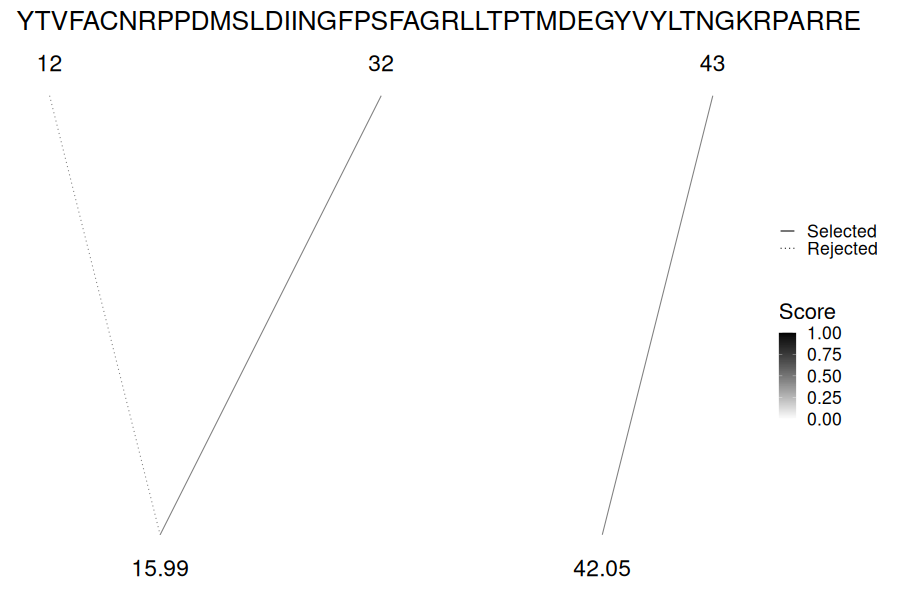 YTVFACNRPPDMSLDIINGFPSFAGRLLTPTMDEGYVYLTNGKRPARRE
12 32 43
Selected
Rejected
Score
1.00
0.75
0.50
0.25
0.00
15.99 42.05